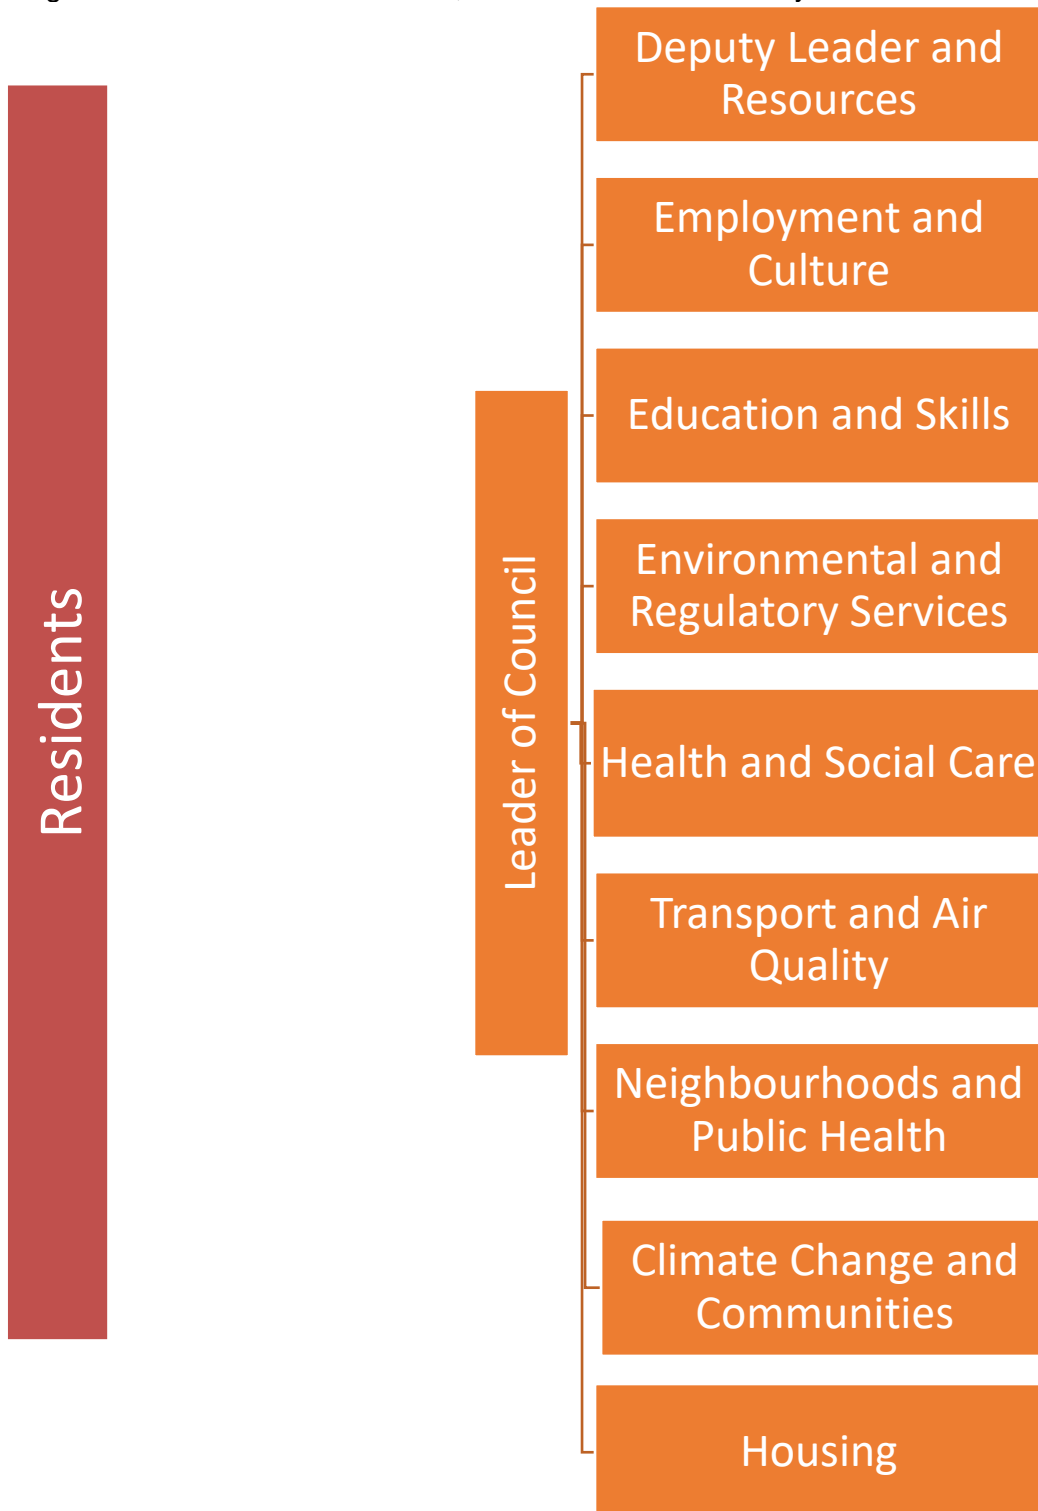 Residents
Leader of Council
Deputy Leader and
Resources
Employment and
Culture
Education and Skills
Environmental and
Regulatory Services
Health and Social Care
Transport and Air
Quality
Neighbourhoods and
Public Health
Climate Change and
Communities
Housing